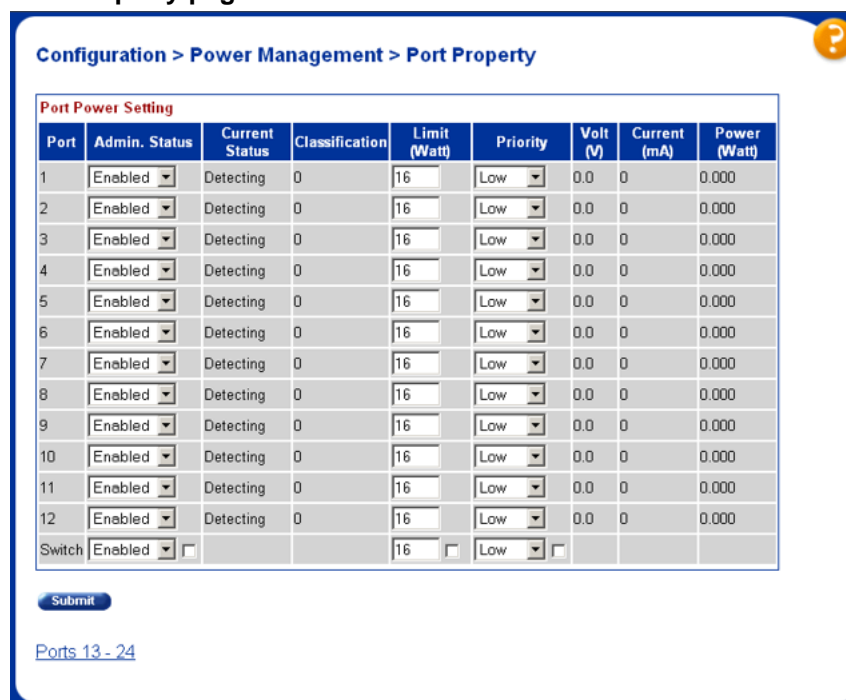 ?
Configuration > Power Management > Port Property
Port Power Setting
Port Admin. Status Current Status Classification Limit (Watt) Priority Volt (V) Current (mA) Power (Watt)
1 Enabled Detecting 0 16 Low 0.0 0 0.000
2 Enabled Detecting 0 16 Low 0.0 0 0.000
3 Enabled Detecting 0 16 Low 0.0 0 0.000
4 Enabled Detecting 0 16 Low 0.0 0 0.000
5 Enabled Detecting 0 16 Low 0.0 0 0.000
6 Enabled Detecting 0 16 Low 0.0 0 0.000
7 Enabled Detecting 0 16 Low 0.0 0 0.000
8 Enabled Detecting 0 16 Low 0.0 0 0.000
9 Enabled Detecting 0 16 Low 0.0 0 0.000
10 Enabled Detecting 0 16 Low 0.0 0 0.000
11 Enabled Detecting 0 16 Low 0.0 0 0.000
12 Enabled Detecting 0 16 Low 0.0 0 0.000
Switch Enabled 16 Low
Submit
Ports 13 - 24